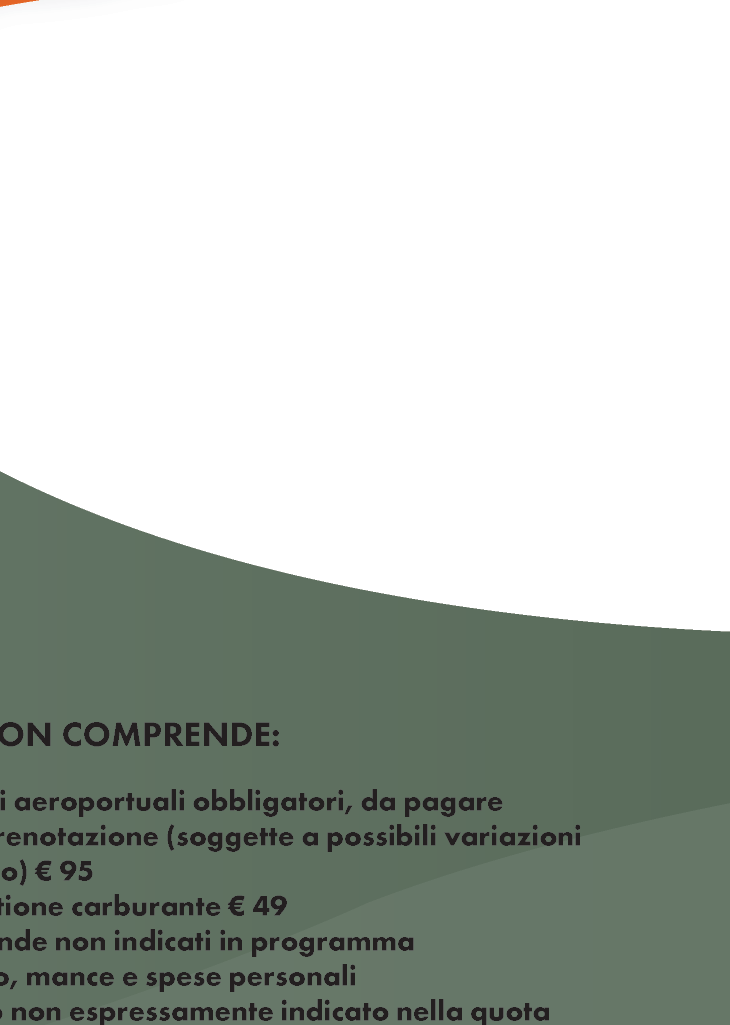 ON COMPRENDE:
i aeroportuali obbligatori, da pagare
renotazione (soggette a possibili variazioni
o) € 95
tione carburante € 49
nde non indicati in programma
o, mance e spese personali
o non espressamente indicato nella quota